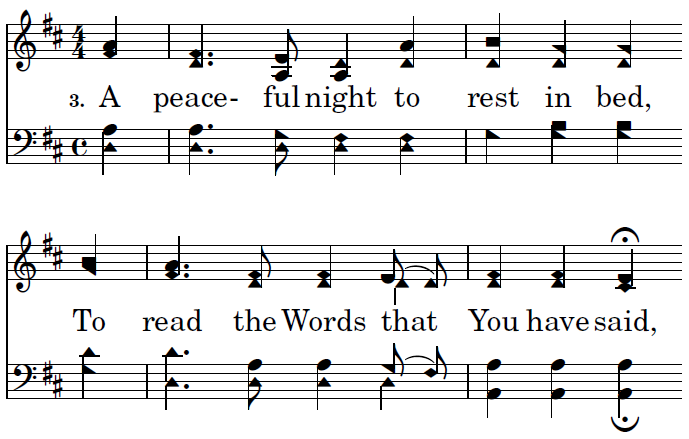 3. A peace- ful night to rest in bed,
To read the Words that You have said,